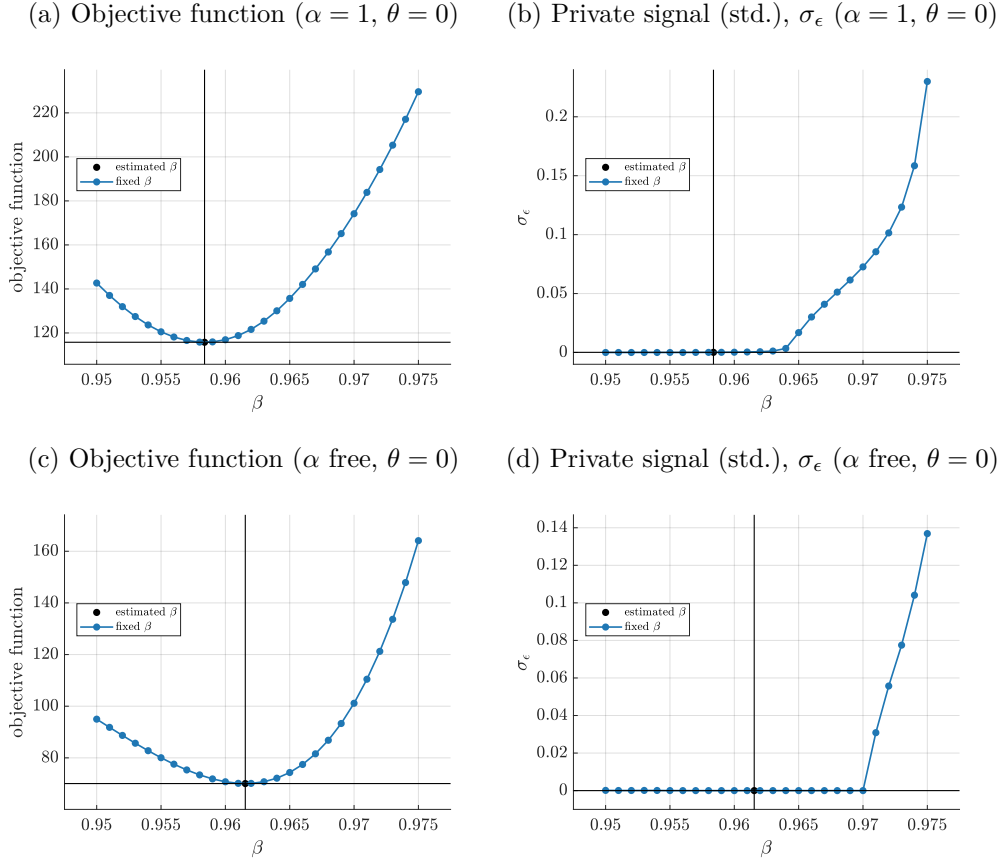 (a) Objective function (α = 1, θ = 0)
(b) Private signal (std.), σϵ (α = 1, θ = 0)
objective function
220
200
180
160
140
120
estimated β
fixed β
0.95 0.955 0.96 0.965 0.97 0.975
β
σϵ
0.2
0.15
0.1
0.05
0
estimated β
fixed β
0.95 0.955 0.96 0.965 0.97 0.975
β
(c) Objective function (α free, θ = 0)
(d) Private signal (std.), σϵ (α free, θ = 0)
objective function
160
140
120
100
80
estimated β
fixed β
0.95 0.955 0.96 0.965 0.97 0.975
β
σϵ
0.14
0.12
0.1
0.08
0.06
0.04
0.02
0
estimated β
fixed β
0.95 0.955 0.96 0.965 0.97 0.975
β